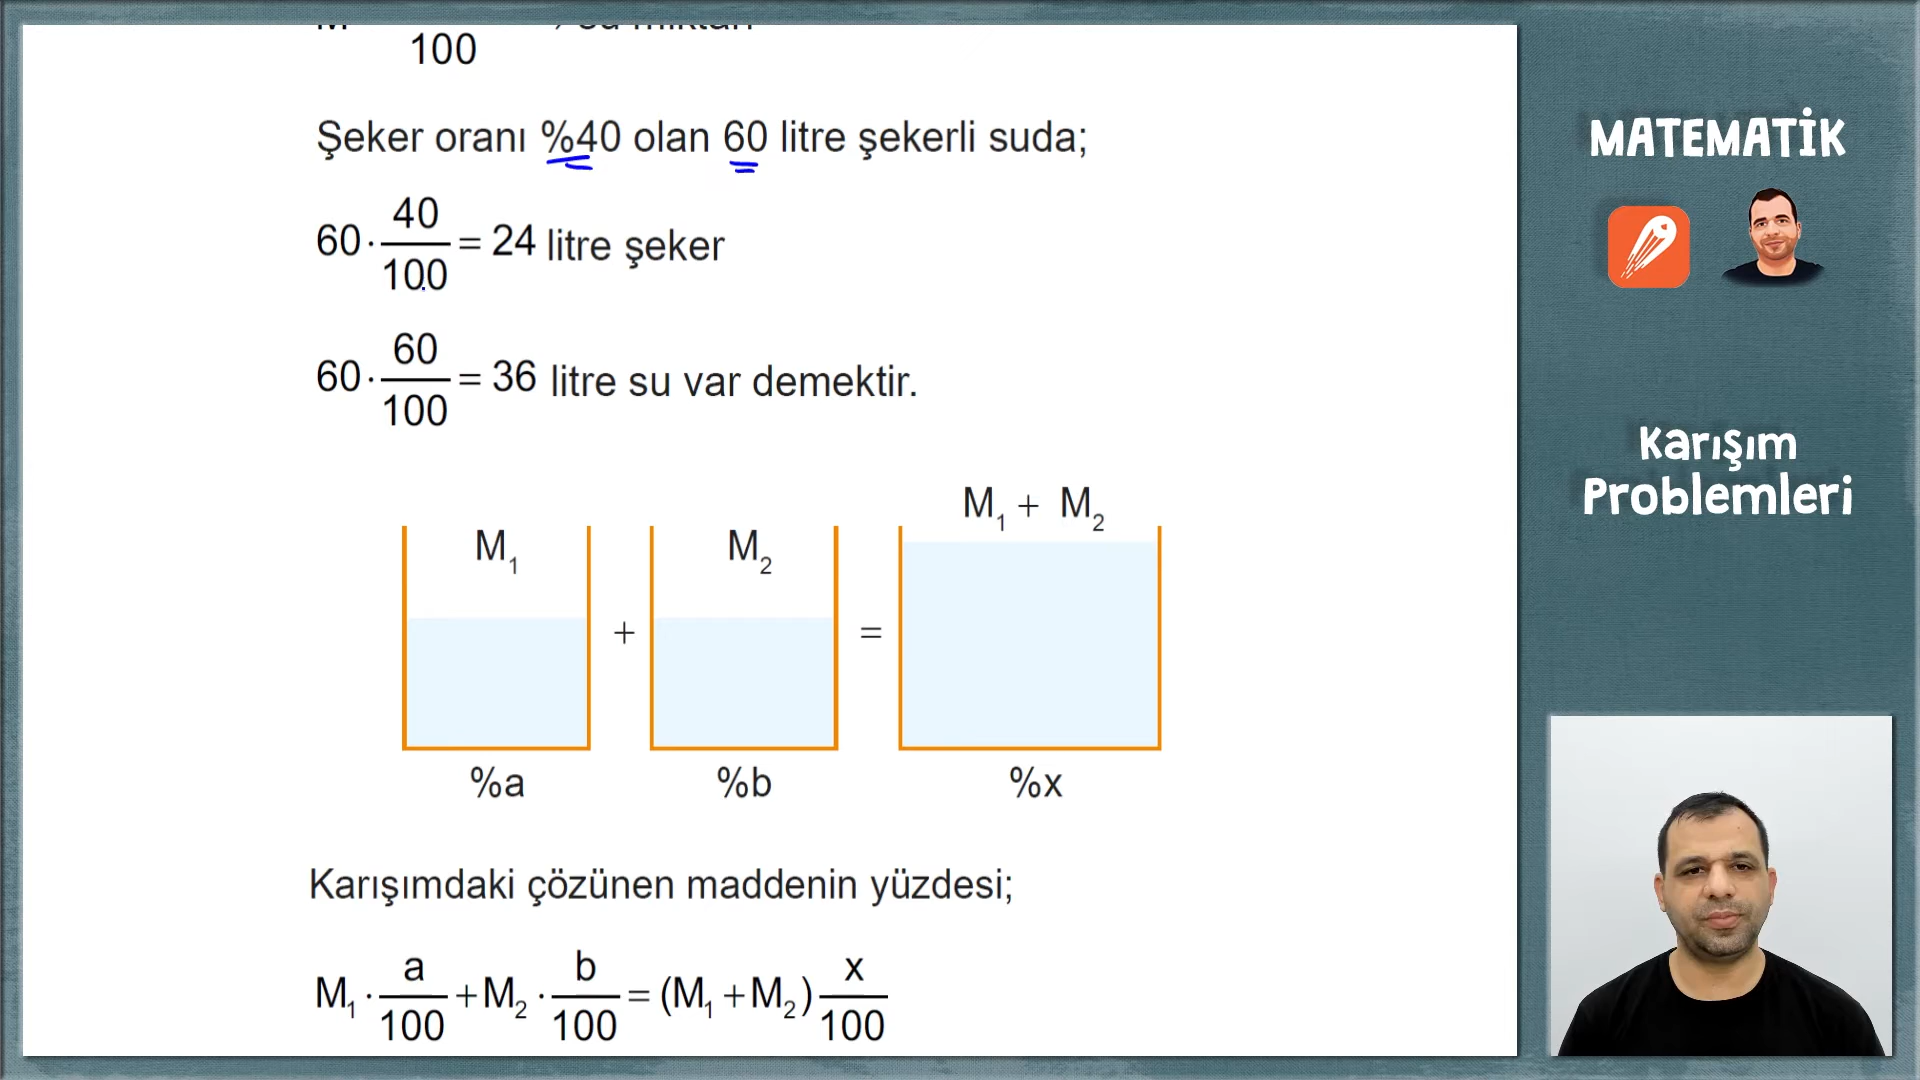 100
Şeker oranı %40 olan 60 litre şekerli suda;
60 · 40/100 = 24 litre şeker
60 · 60/100 = 36 litre su var demektir.
M₁ + M₂
M₁ M₂
+ =
%a %b %x
Karışımdaki çözünen maddenin yüzdesi;
M₁ · a/100 + M₂ · b/100 = (M₁ + M₂) x/100
MATEMATİK
Karışım
Problemleri